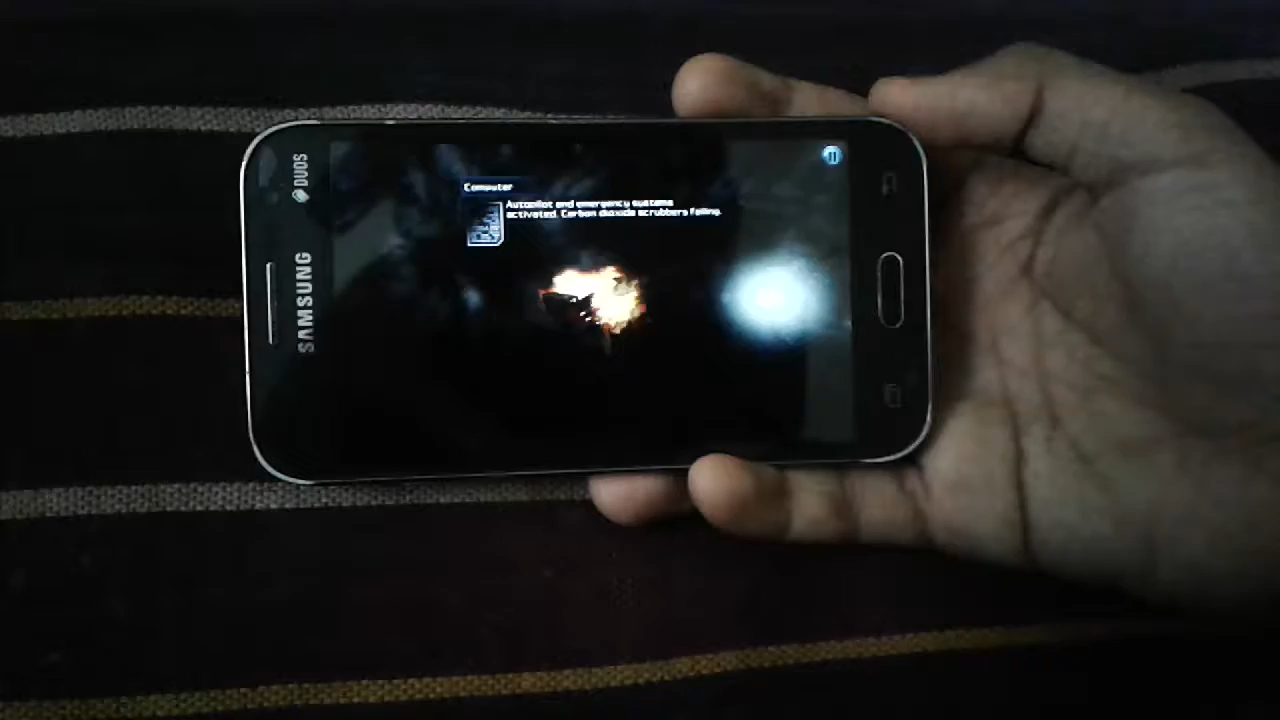 DUOS
SAMSUNG
Computer
Autopilot and emergency systems
activated. Carbon dioxide scrubbers failing.